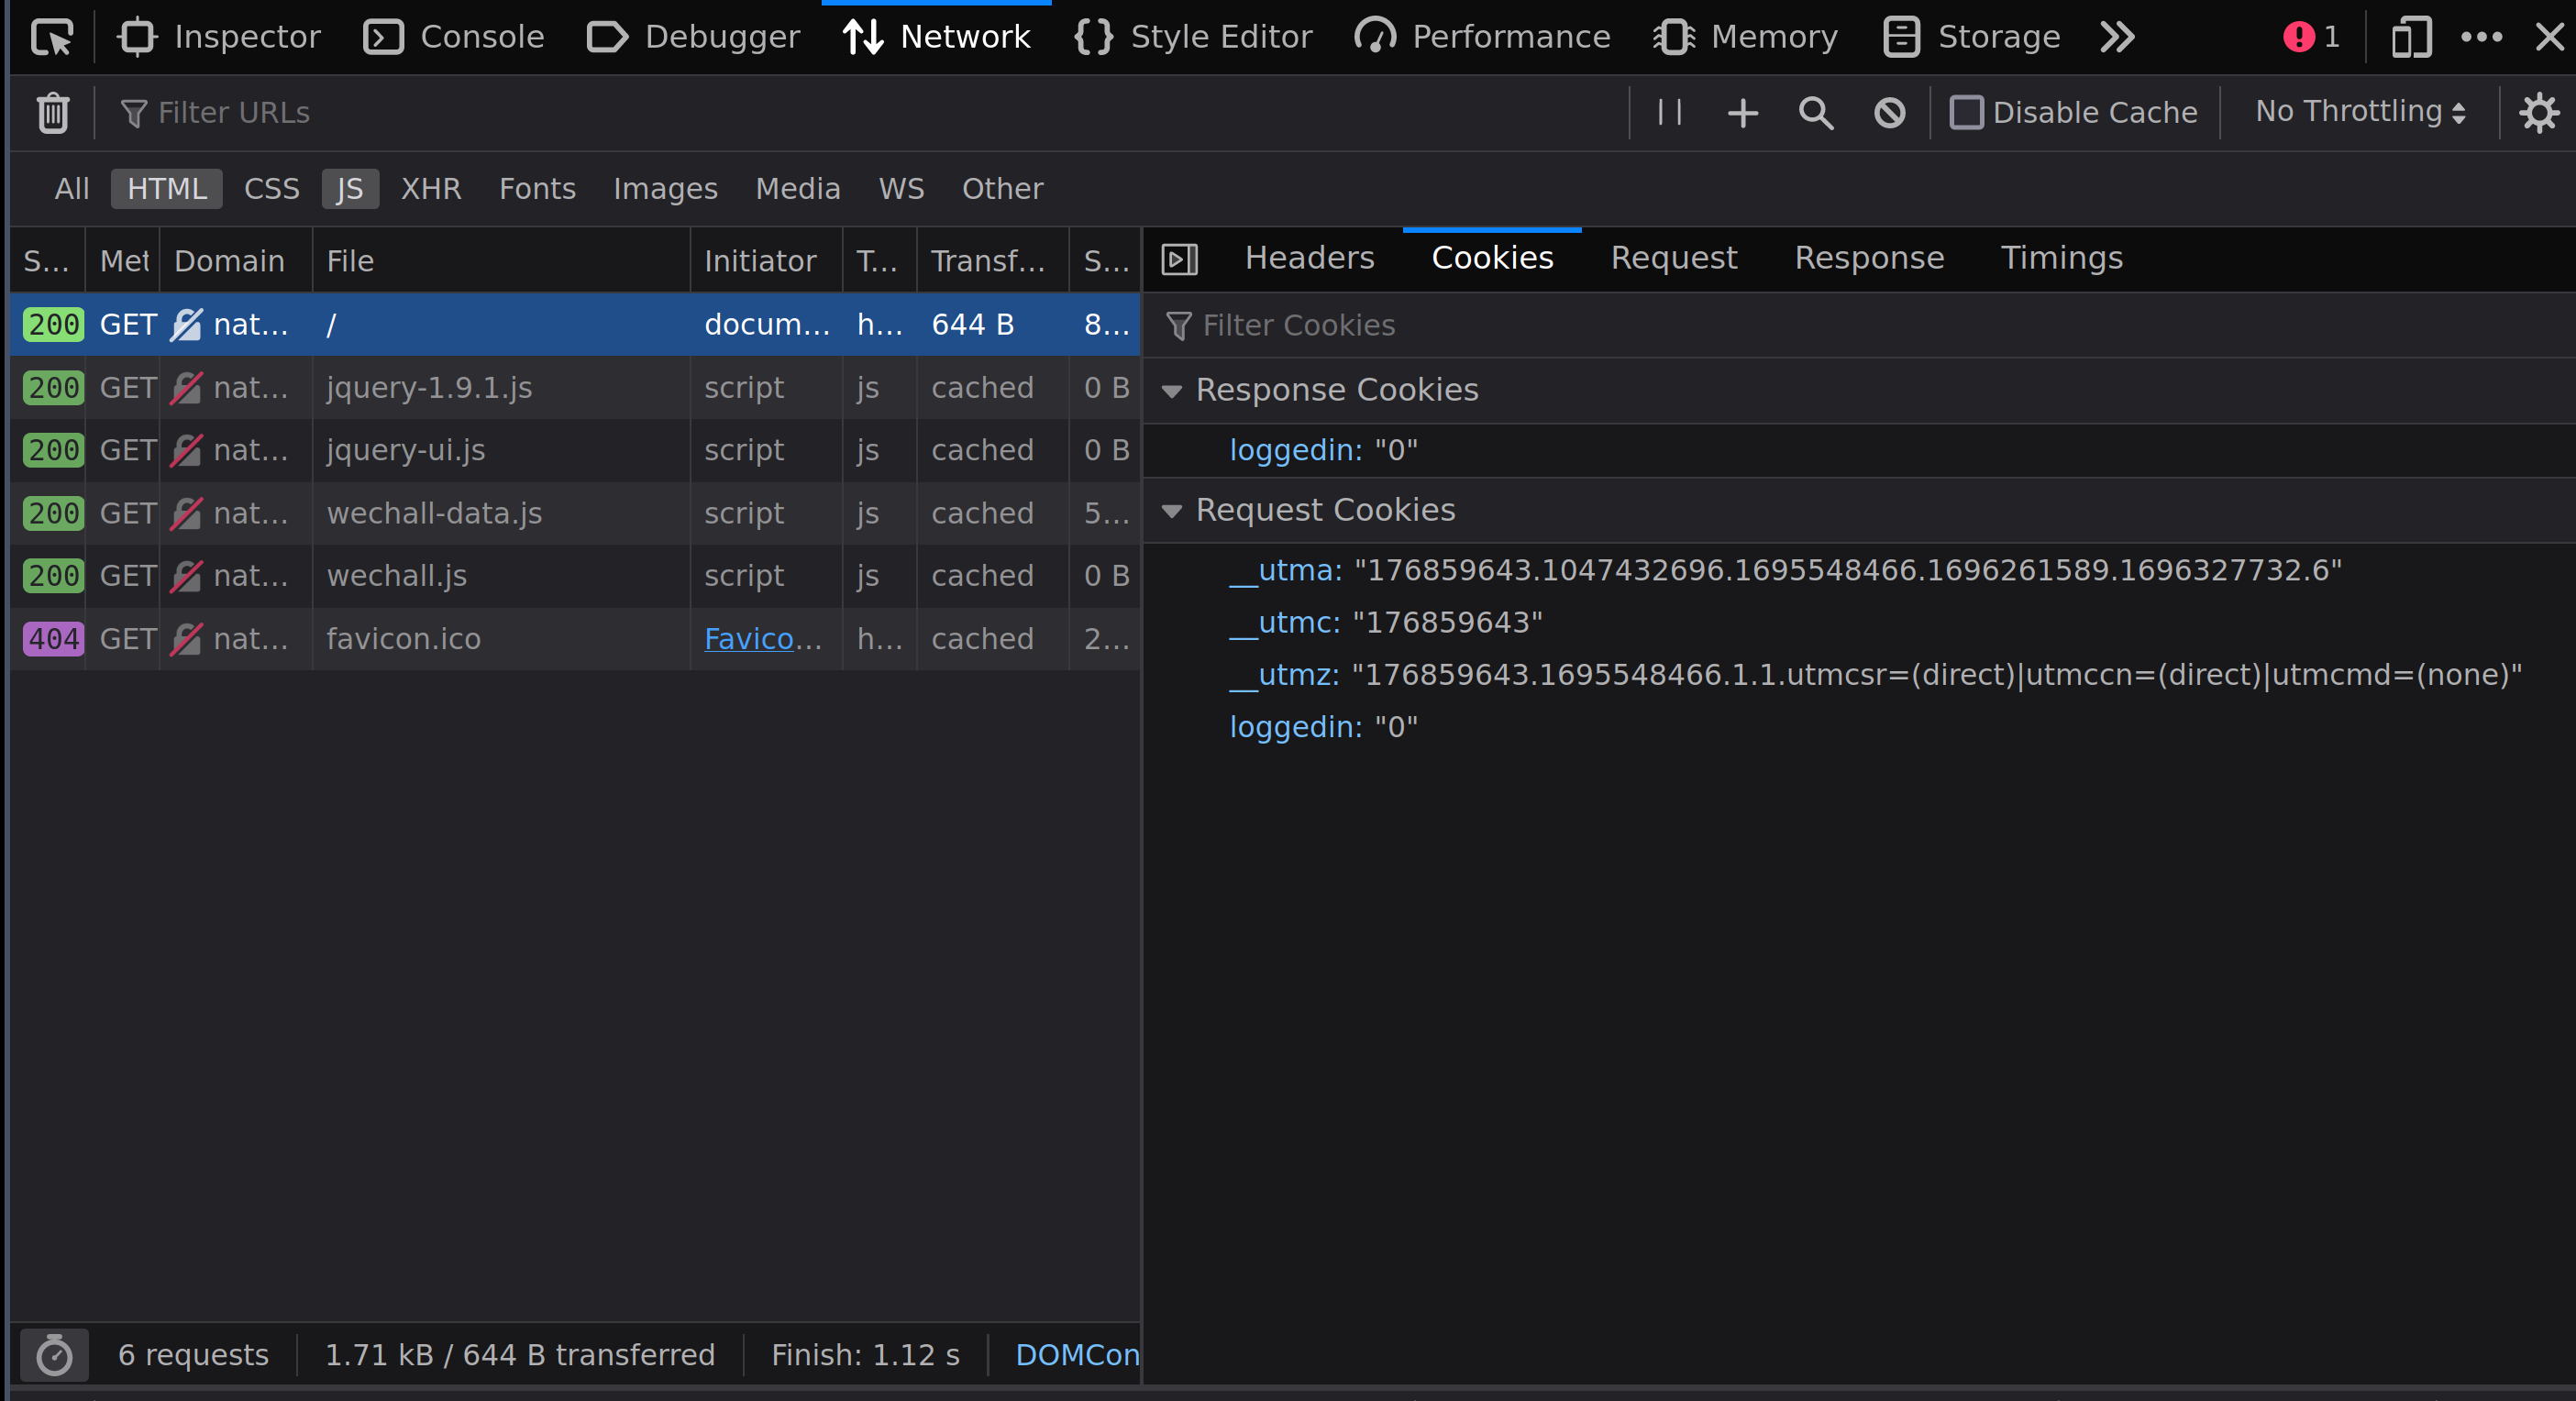 Inspector Console Debugger Network Style Editor Performance Memory Storage 1
Filter URLs Disable Cache No Throttling
All HTML CSS JS XHR Fonts Images Media WS Other
S... Met Domain File Initiator T... Transf... S...
200 GET nat... / docum... h... 644 B 8...
200 GET nat... jquery-1.9.1.js script js cached 0 B
200 GET nat... jquery-ui.js script js cached 0 B
200 GET nat... wechall-data.js script js cached 5...
200 GET nat... wechall.js script js cached 0 B
404 GET nat... favicon.ico Favico... h... cached 2...
6 requests 1.71 kB / 644 B transferred Finish: 1.12 s DOMCon
Headers Cookies Request Response Timings
Filter Cookies
Response Cookies
loggedin: "0"
Request Cookies
__utma: "176859643.1047432696.1695548466.1696261589.1696327732.6"
__utmc: "176859643"
__utmz: "176859643.1695548466.1.1.utmcsr=(direct)|utmccn=(direct)|utmcmd=(none)"
loggedin: "0"